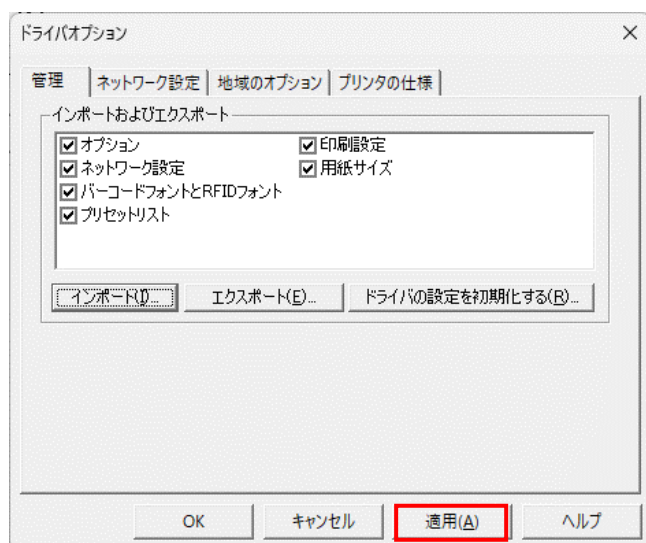 ドライバオプション
管理 ネットワーク設定 地域のオプション プリンタの仕様
インポートおよびエクスポート
オプション 印刷設定
ネットワーク設定 用紙サイズ
バーコードフォントとRFIDフォント
プリセットリスト
インポート(I)... エクスポート(E)... ドライバの設定を初期化する(R)...
OK キャンセル 適用(A) ヘルプ